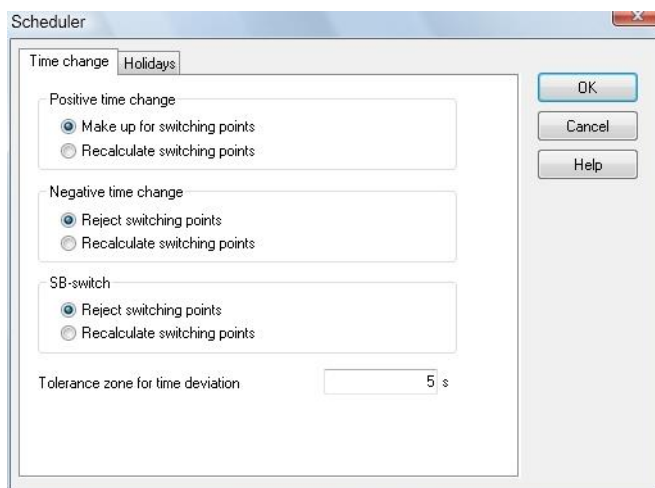 Scheduler
Time change
Holidays
Positive time change
Make up for switching points
Recalculate switching points
Negative time change
Reject switching points
Recalculate switching points
SB-switch
Reject switching points
Recalculate switching points
Tolerance zone for time deviation 5 s
OK
Cancel
Help